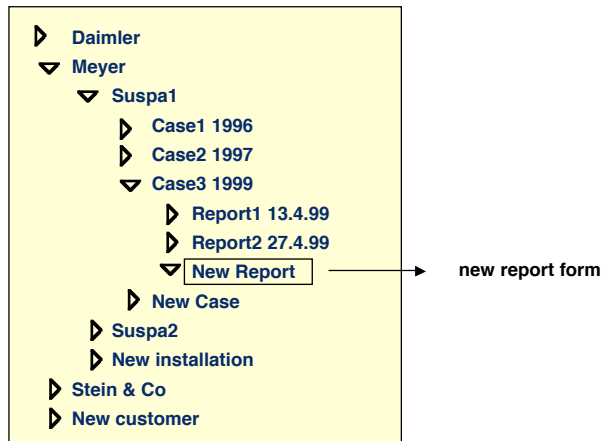 Daimler
Meyer
Suspa1
Case1 1996
Case2 1997
Case3 1999
Report1 13.4.99
Report2 27.4.99
New Report
new report form
New Case
Suspa2
New installation
Stein & Co
New customer